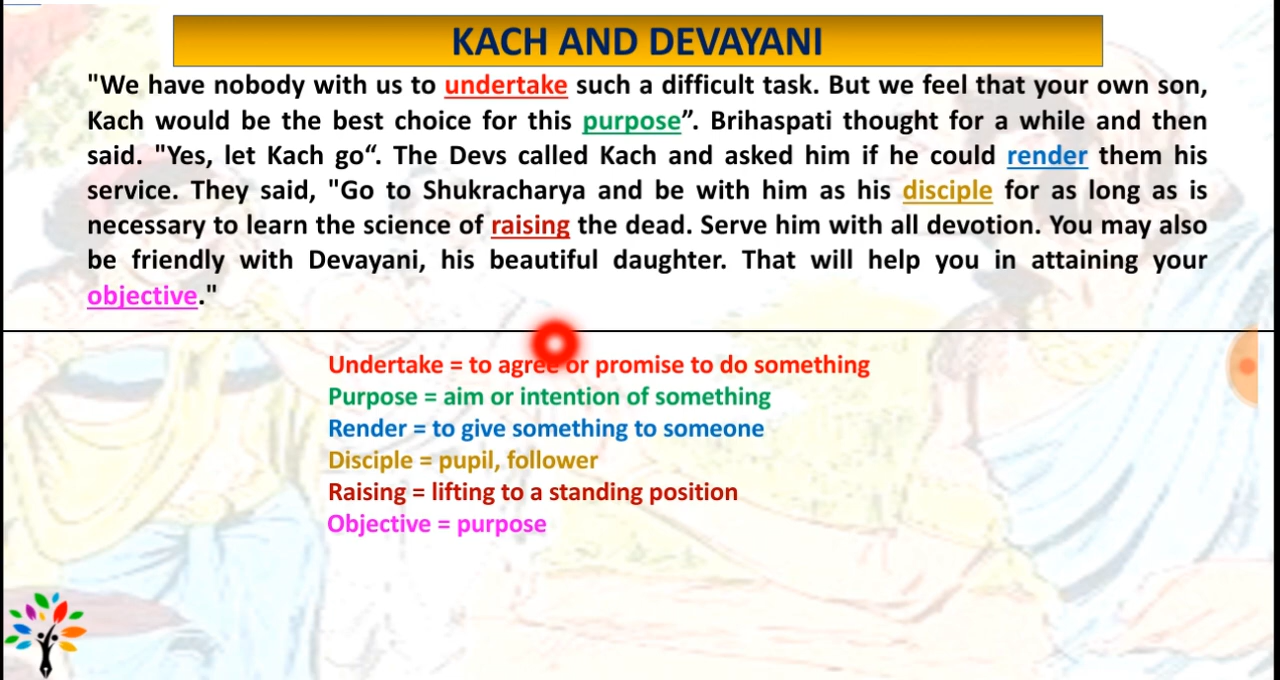 KACH AND DEVAYANI
"We have nobody with us to undertake such a difficult task. But we feel that your own son,
Kach would be the best choice for this purpose”. Brihaspati thought for a while and then
said. "Yes, let Kach go“. The Devs called Kach and asked him if he could render them his
service. They said, "Go to Shukracharya and be with him as his disciple for as long as is
necessary to learn the science of raising the dead. Serve him with all devotion. You may also
be friendly with Devayani, his beautiful daughter. That will help you in attaining your
objective."
Undertake = to agree or promise to do something
Purpose = aim or intention of something
Render = to give something to someone
Disciple = pupil, follower
Raising = lifting to a standing position
Objective = purpose